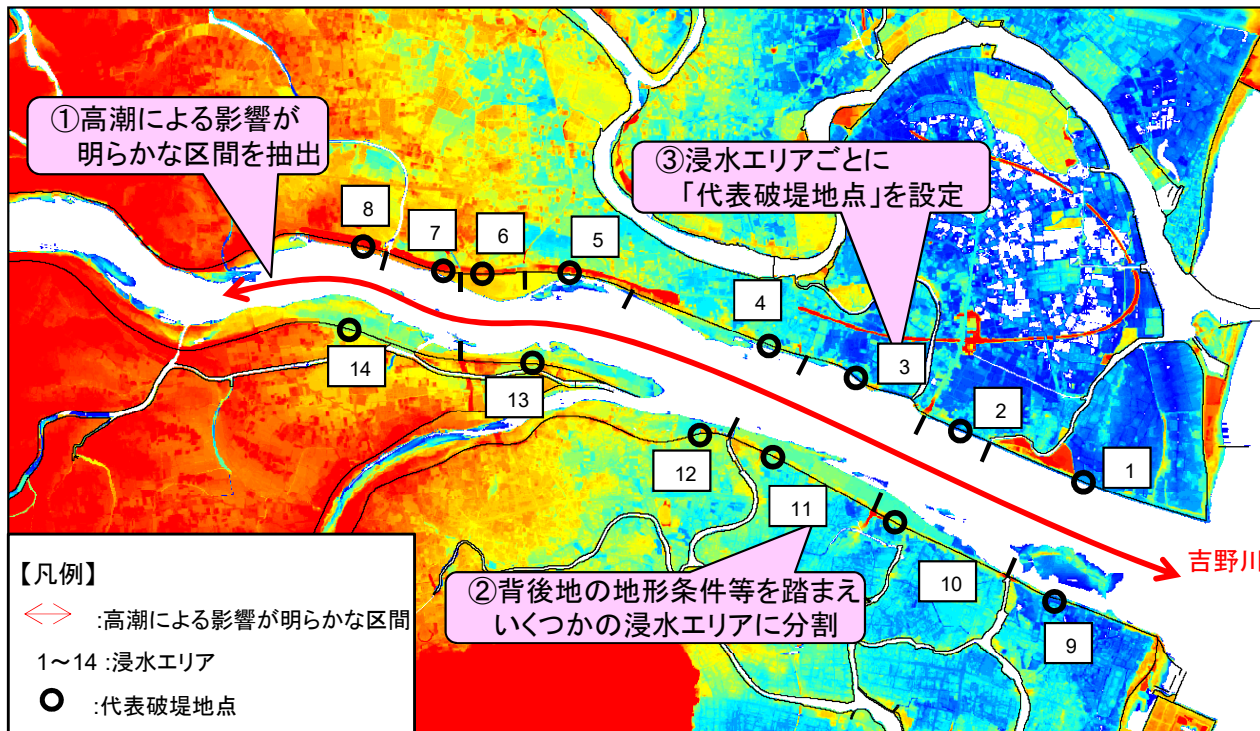 ①高潮による影響が
明らかな区間を抽出
③浸水エリアごとに
「代表破堤地点」を設定
8
7
6
5
4
3
2
1
14
13
12
11
10
9
吉野川
②背後地の地形条件等を踏まえ
いくつかの浸水エリアに分割
【凡例】
:高潮による影響が明らかな区間
1～14 :浸水エリア
:代表破堤地点